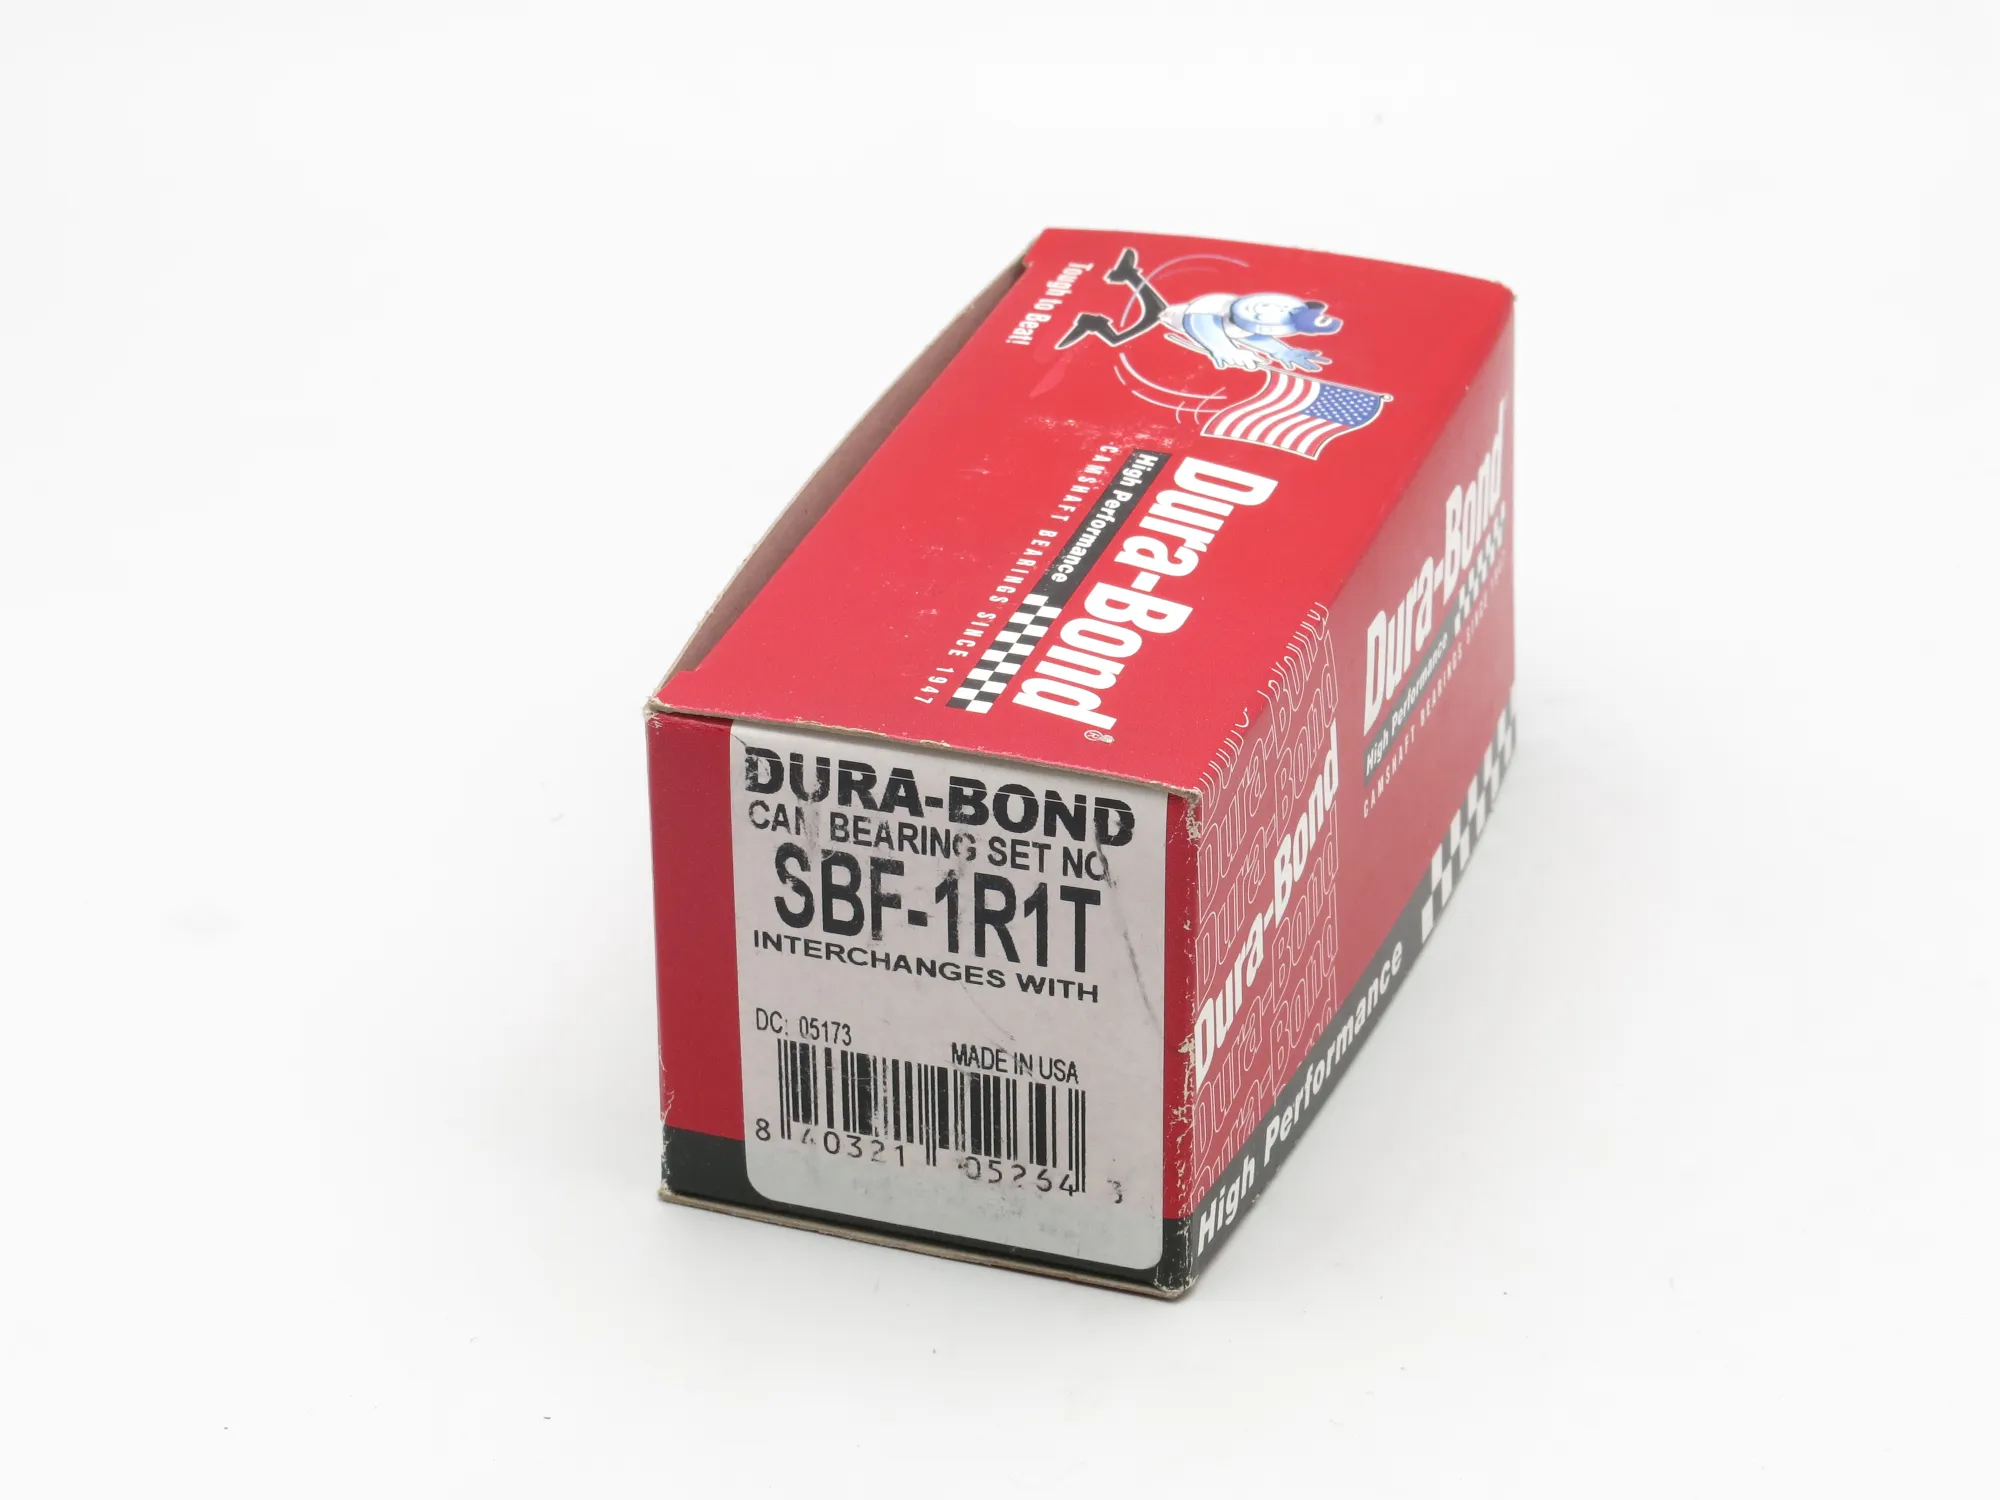 Tough to Beat!
Dura-Bond®
High Performance
CAMSHAFT BEARINGS SINCE 1947
DURA-BOND
CAM BEARING SET NO
SBF-1R1T
INTERCHANGES WITH
DC: 05173
MADE IN USA
8 40321 05264 3
Dura-Bond
High Performance
Dura-Bond
High Performance
CAMSHAFT BEARINGS SINCE 1947